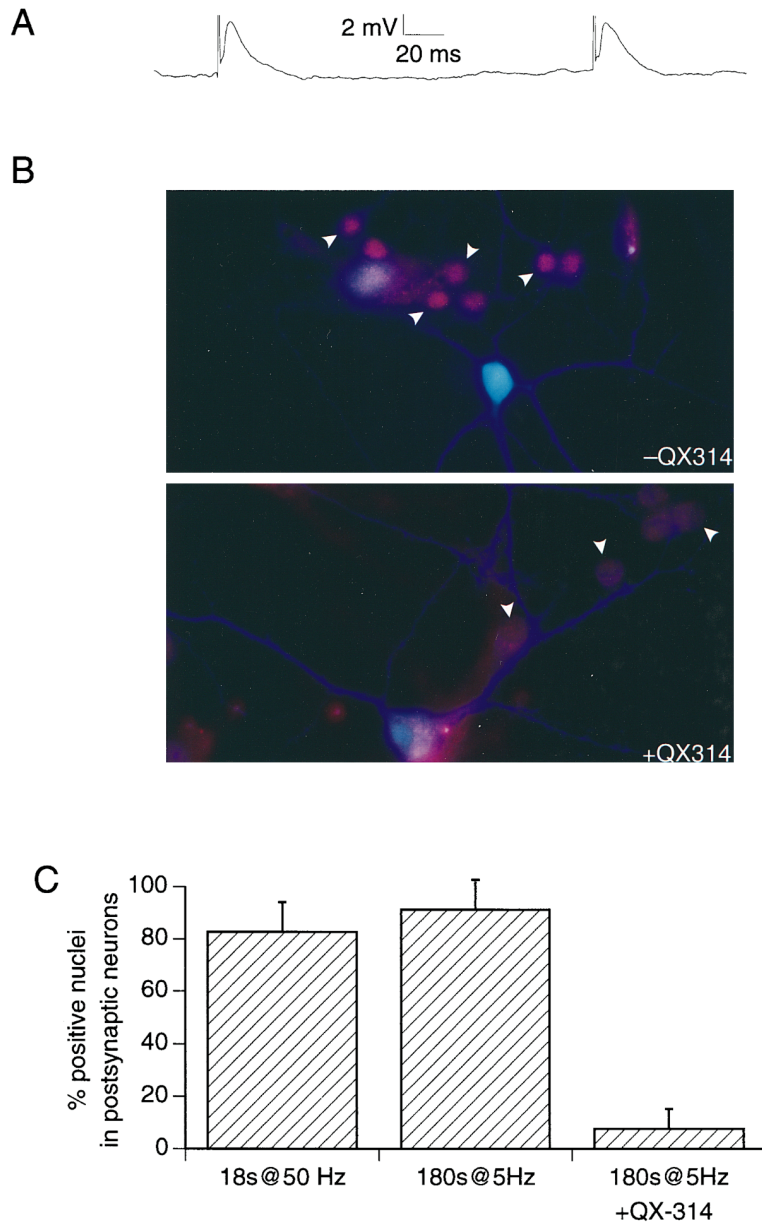 A
2 mV
20 ms
B
–QX314
+QX314
C
% positive nuclei
in postsynaptic neurons
100
80
60
40
20
0
18s@50 Hz
180s@5Hz
180s@5Hz
+QX-314